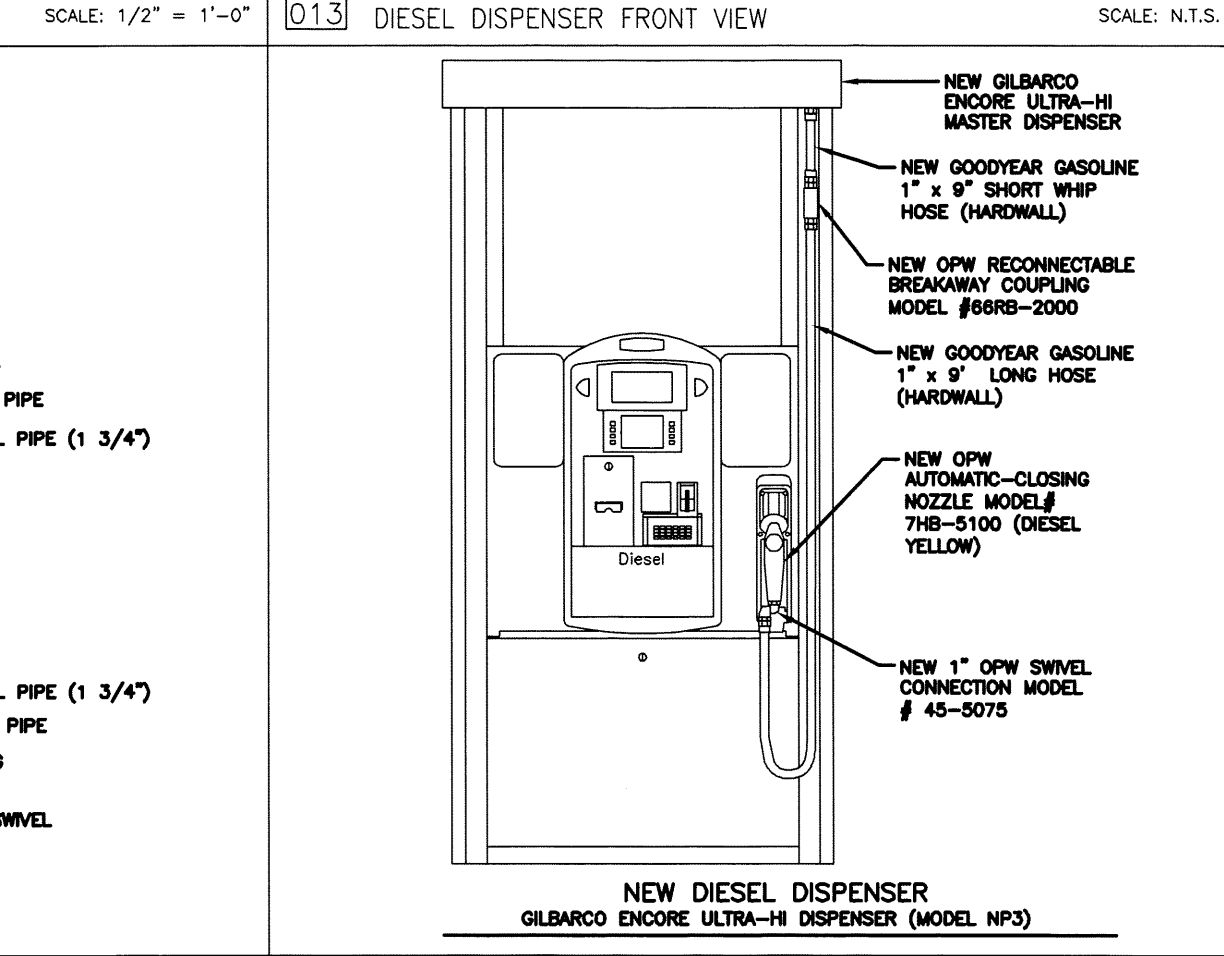 SCALE: 1/2" = 1'-0"
013 DIESEL DISPENSER FRONT VIEW
SCALE: N.T.S.
NEW GILBARCO
ENCORE ULTRA-HI
MASTER DISPENSER
NEW GOODYEAR GASOLINE
1" x 9" SHORT WHIP
HOSE (HARDWALL)
NEW OPW RECONNECTABLE
BREAKAWAY COUPLING
MODEL #66RB-2000
NEW GOODYEAR GASOLINE
1" x 9' LONG HOSE
(HARDWALL)
NEW OPW
AUTOMATIC-CLOSING
NOZZLE MODEL#
7HB-5100 (DIESEL
YELLOW)
NEW 1" OPW SWIVEL
CONNECTION MODEL
# 45-5075
Diesel
PIPE
PIPE (1 3/4")
PIPE (1 3/4")
PIPE
SWIVEL
NEW DIESEL DISPENSER
GILBARCO ENCORE ULTRA-HI DISPENSER (MODEL NP3)